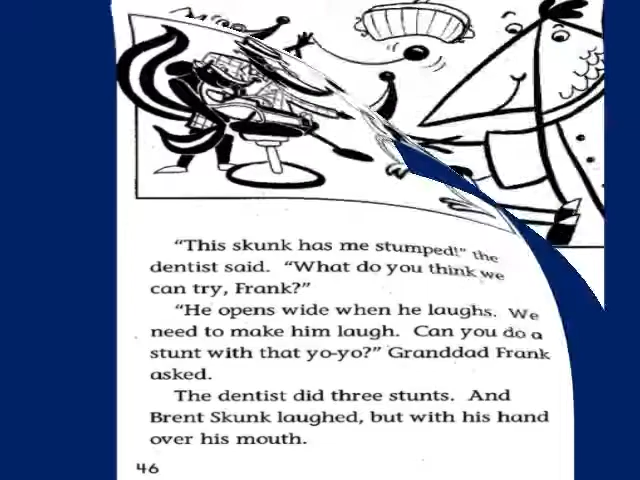 "This skunk has me stumped!" the
dentist said. "What do you think we
can try, Frank?"
"He opens wide when he laughs. We
need to make him laugh. Can you do a
stunt with that yo-yo?" Granddad Frank
asked.
The dentist did three stunts. And
Brent Skunk laughed, but with his hand
over his mouth.
46